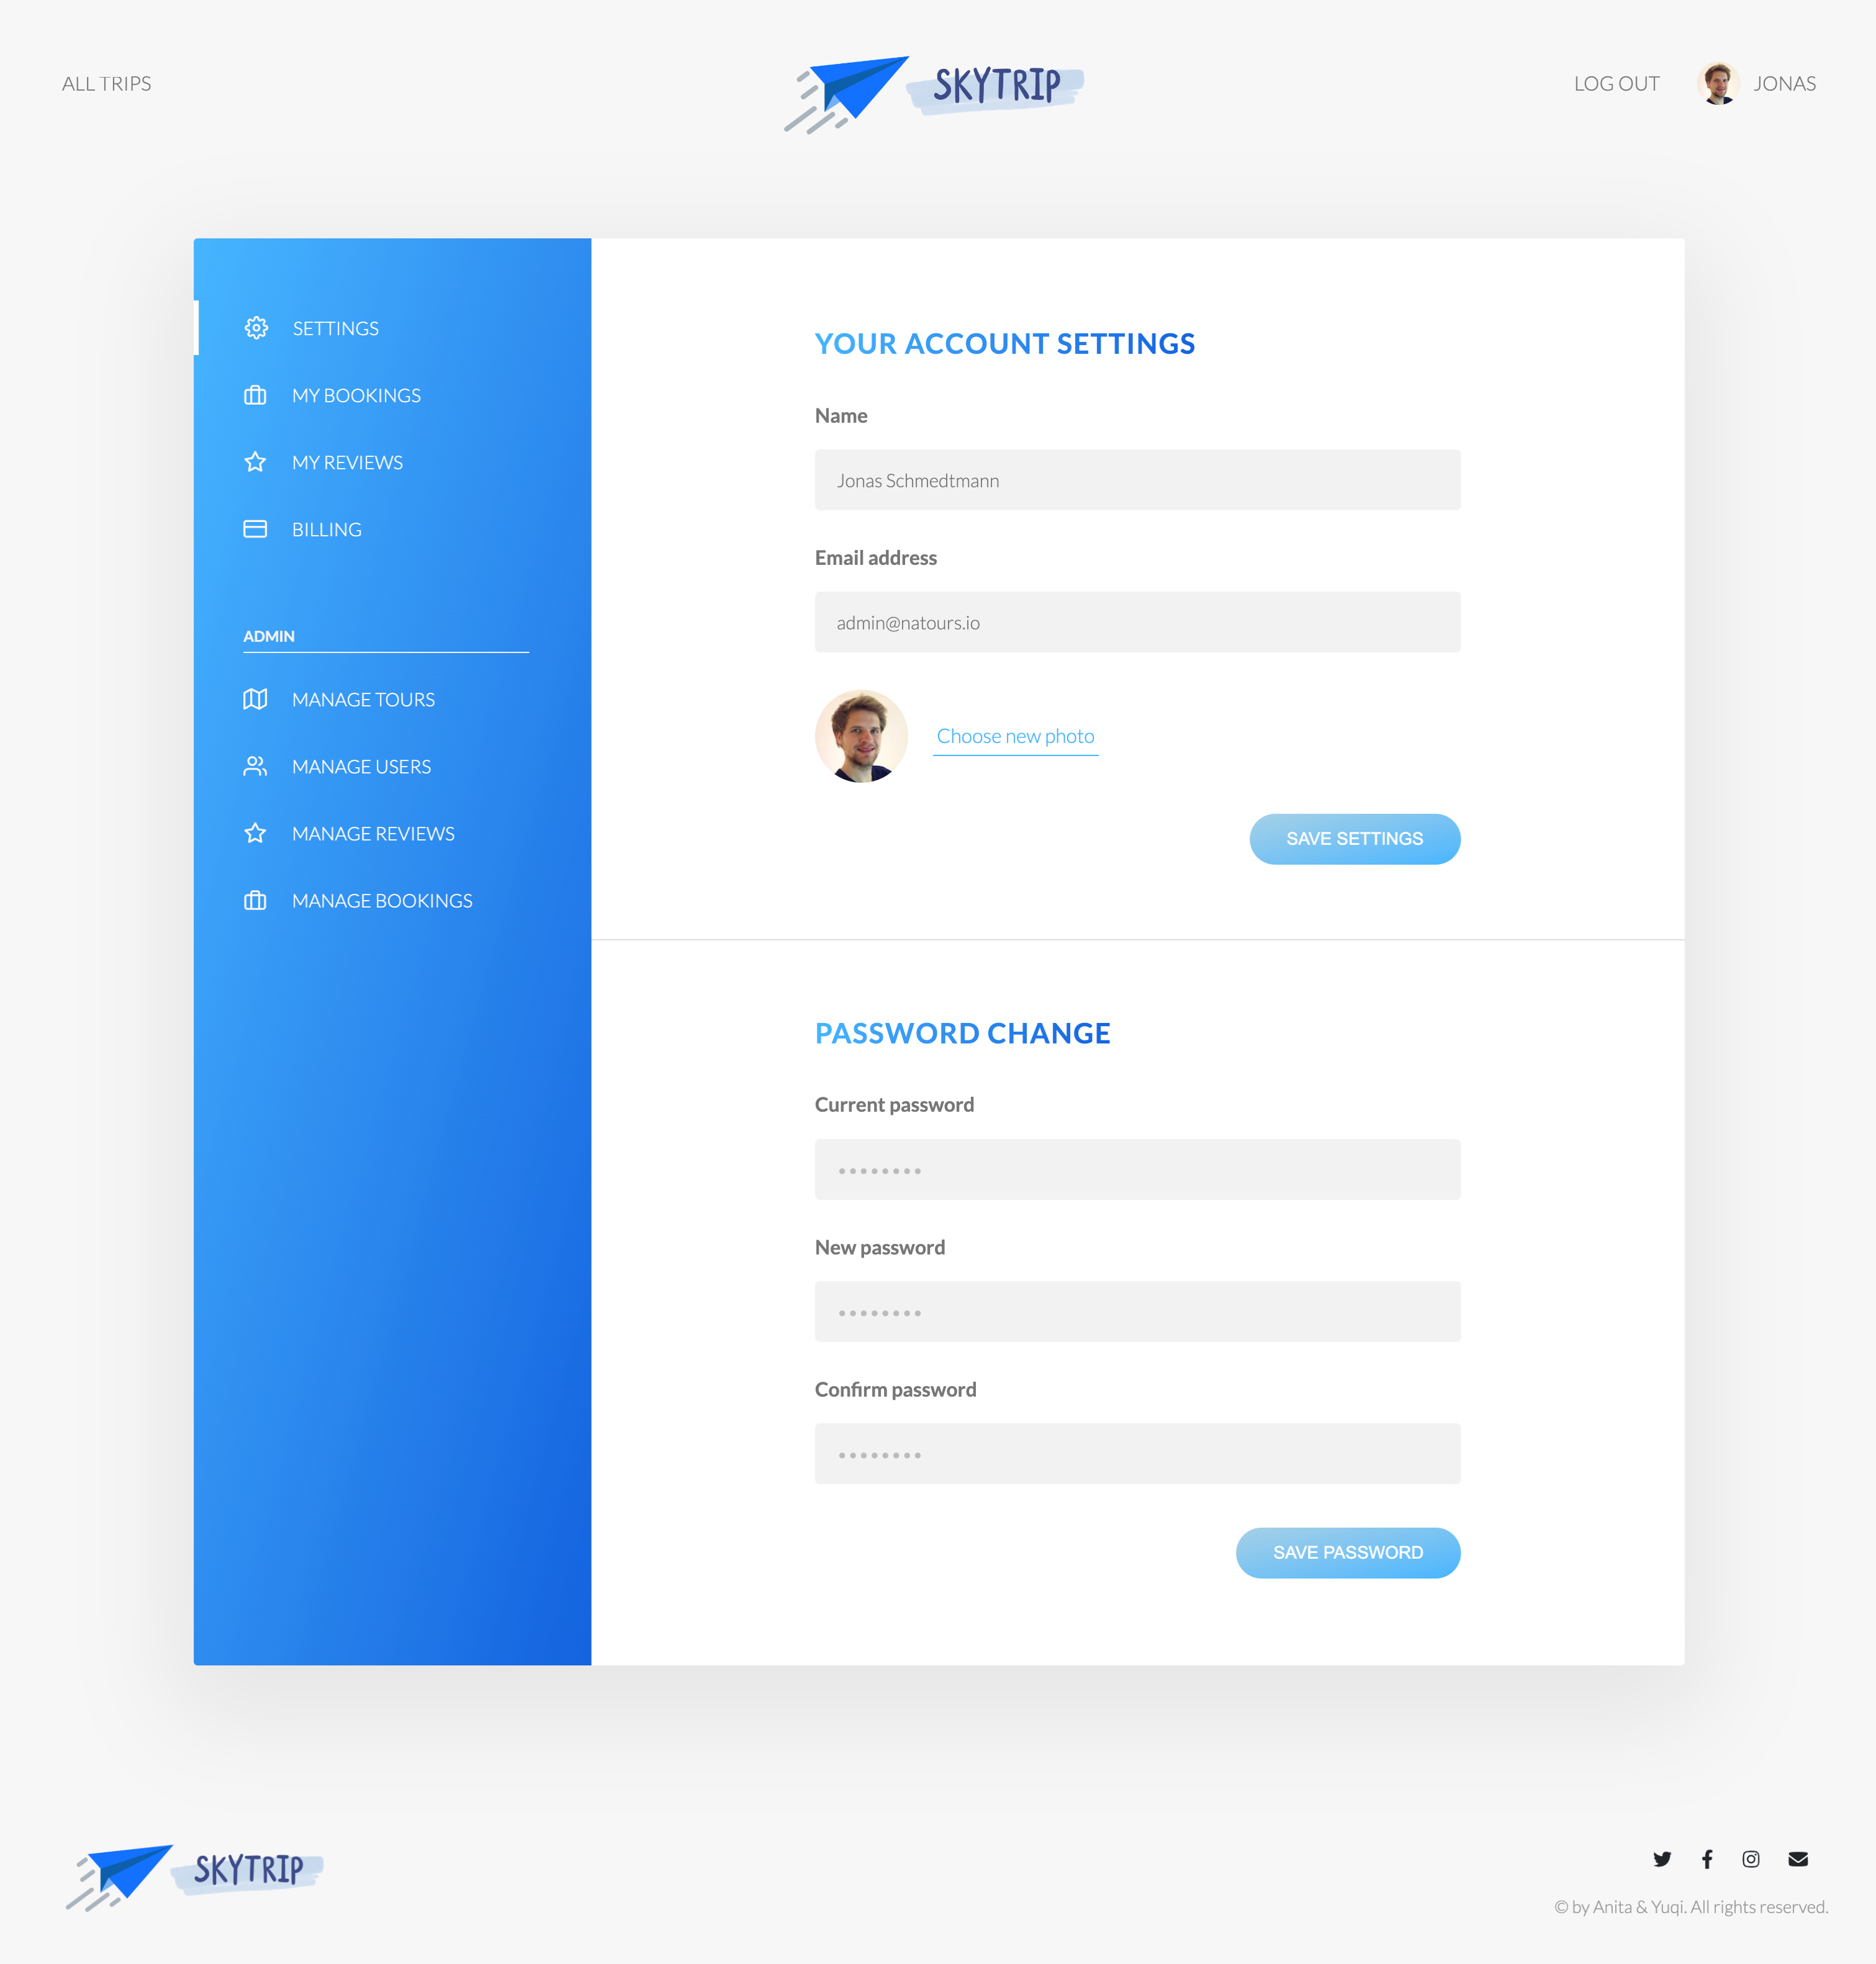 ALL TRIPS
SKYTRIP
LOG OUT
JONAS
SETTINGS
MY BOOKINGS
MY REVIEWS
BILLING
ADMIN
MANAGE TOURS
MANAGE USERS
MANAGE REVIEWS
MANAGE BOOKINGS
YOUR ACCOUNT SETTINGS
Name
Jonas Schmedtmann
Email address
admin@natours.io
Choose new photo
SAVE SETTINGS
PASSWORD CHANGE
Current password
••••••••
New password
••••••••
Confirm password
••••••••
SAVE PASSWORD
SKYTRIP
© by Anita & Yuqi. All rights reserved.